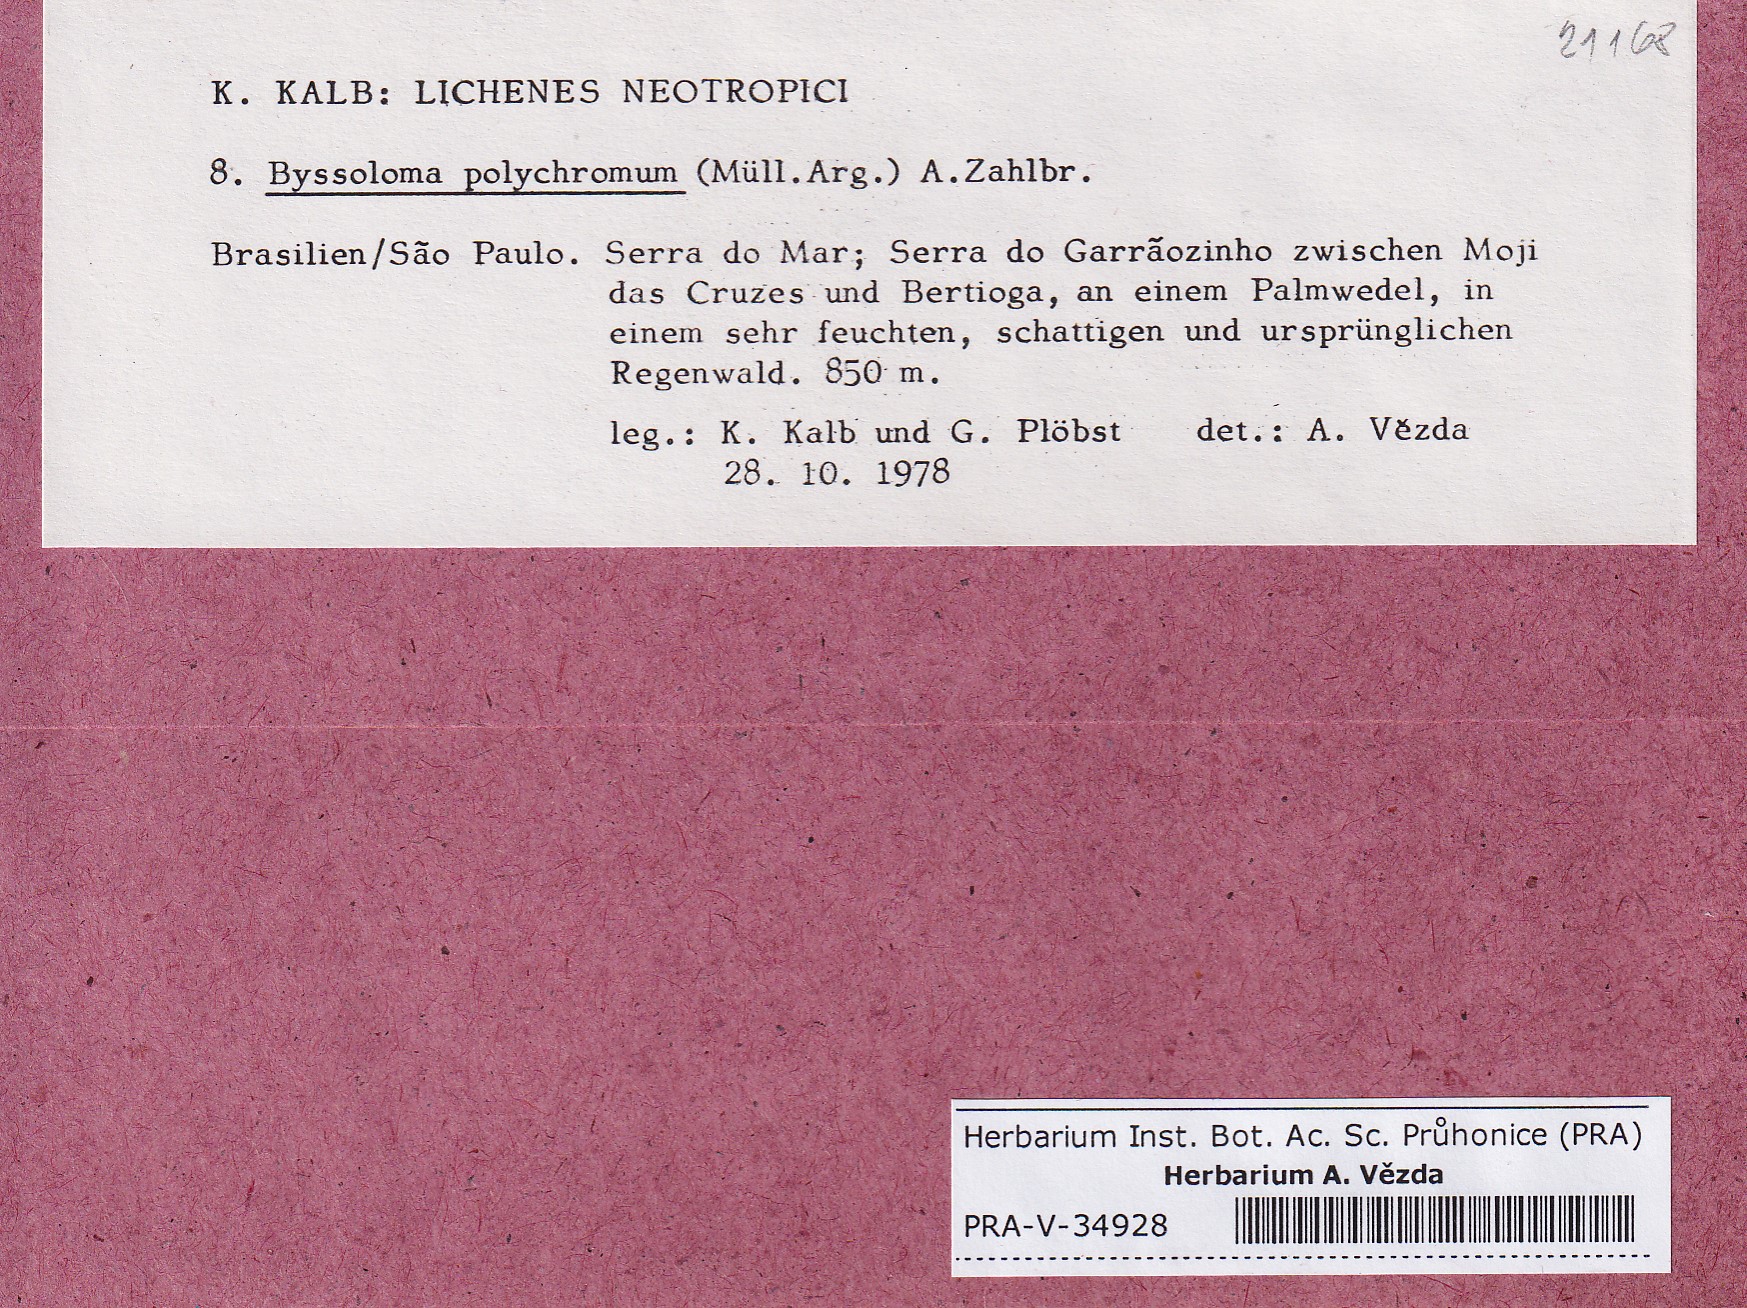 21168
K. KALB: LICHENES NEOTROPICI
8. Byssoloma polychromum (Müll.Arg.) A.Zahlbr.
Brasilien/São Paulo. Serra do Mar; Serra do Garrãozinho zwischen Moji
das Cruzes und Bertioga, an einem Palmwedel, in
einem sehr feuchten, schattigen und ursprünglichen
Regenwald. 850 m.
leg.: K. Kalb und G. Plöbst det.: A. Vězda
28. 10. 1978
Herbarium Inst. Bot. Ac. Sc. Průhonice (PRA)
Herbarium A. Vězda
PRA-V-34928